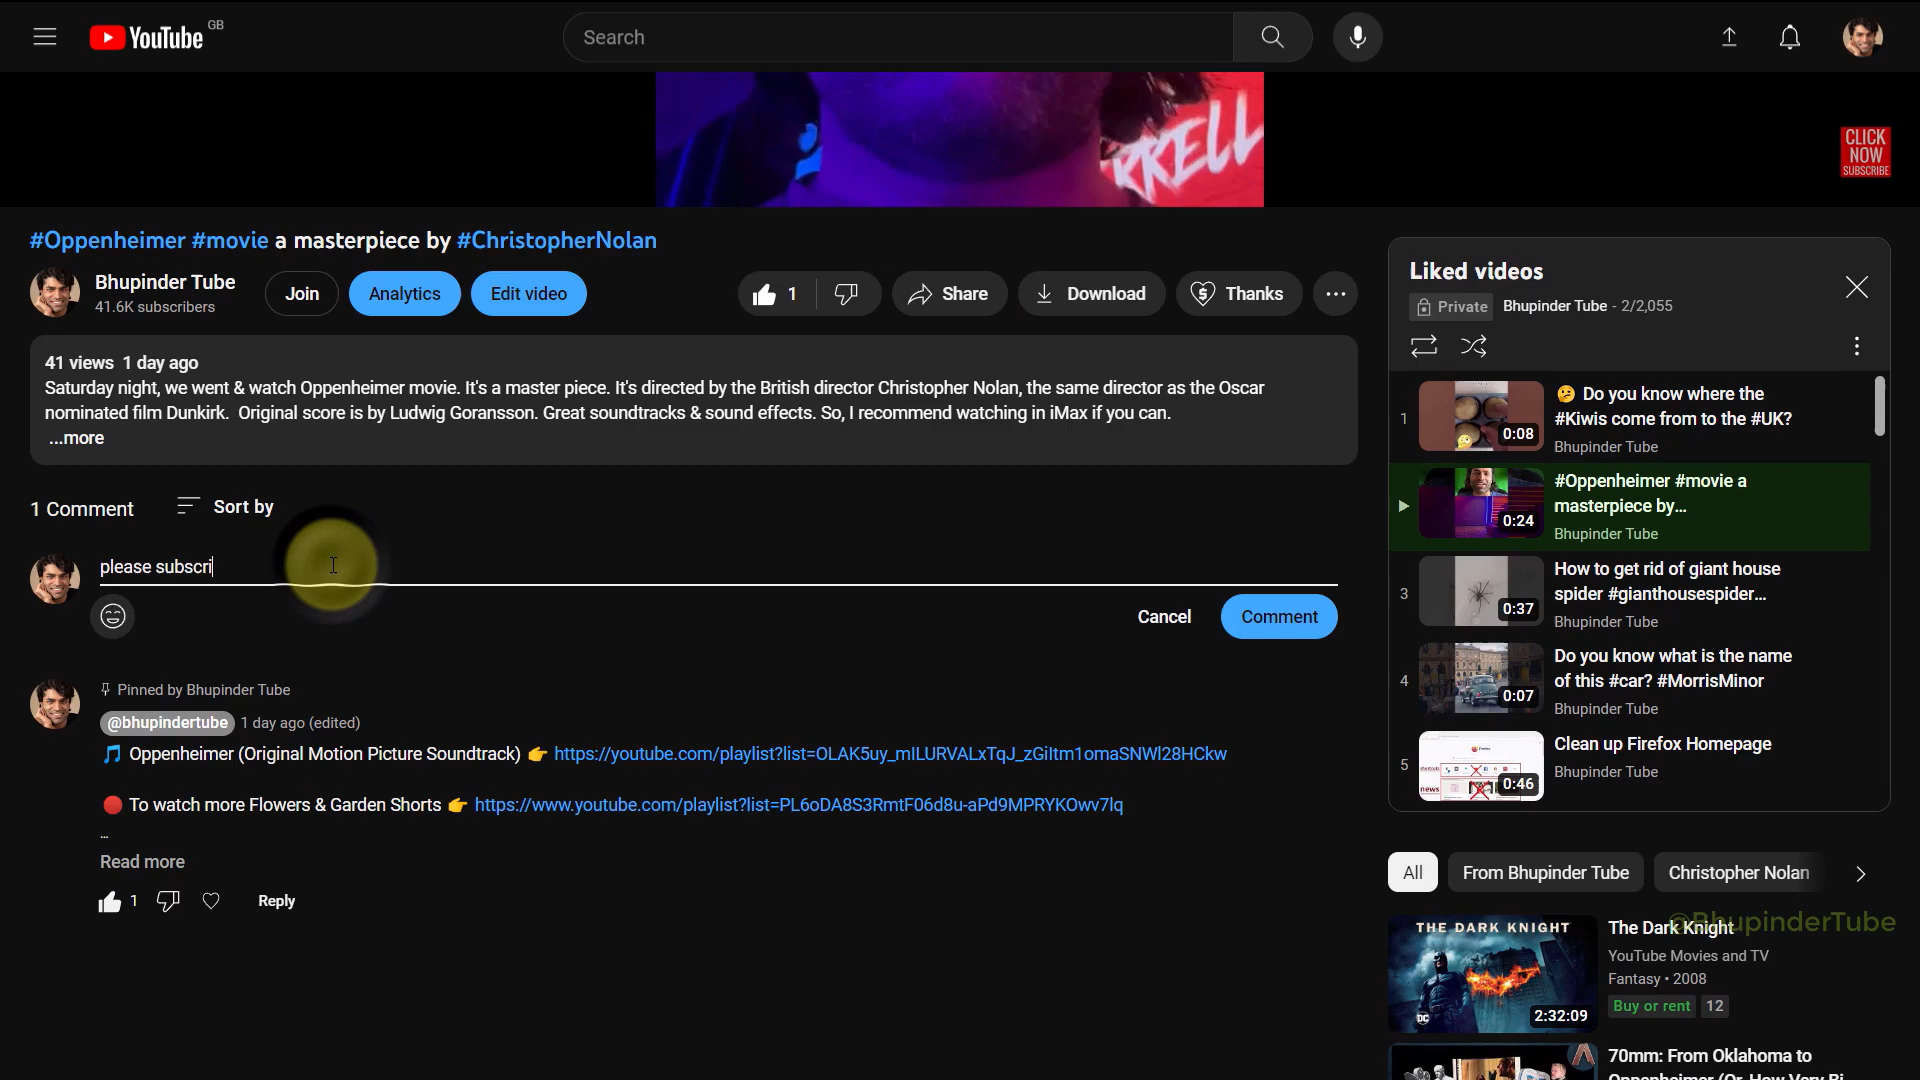 YouTube GB
Search
RKELL
CLICK
NOW
SUBSCRIBE
#Oppenheimer #movie a masterpiece by #ChristopherNolan
Bhupinder Tube
41.6K subscribers
Join
Analytics
Edit video
1
Share
Download
Thanks
41 views 1 day ago
Saturday night, we went & watch Oppenheimer movie. It's a master piece. It's directed by the British director Christopher Nolan, the same director as the Oscar
nominated film Dunkirk. Original score is by Ludwig Goransson. Great soundtracks & sound effects. So, I recommend watching in iMax if you can.
...more
1 Comment
Sort by
please subscri
Cancel
Comment
Pinned by Bhupinder Tube
@bhupindertube 1 day ago (edited)
🎵 Oppenheimer (Original Motion Picture Soundtrack) 👉 https://youtube.com/playlist?list=OLAK5uy_mILURVALxTqJ_zGiItm1omaSNWl28HCkw
🔴 To watch more Flowers & Garden Shorts 👉 https://www.youtube.com/playlist?list=PL6oDA8S3RmtF06d8u-aPd9MPRYKOwv7lq
...
Read more
1
Reply
Liked videos
Private
Bhupinder Tube - 2/2,055
1
0:08
🤔 Do you know where the
#Kiwis come from to the #UK?
Bhupinder Tube
0:24
#Oppenheimer #movie a
masterpiece by...
Bhupinder Tube
3
0:37
How to get rid of giant house
spider #gianthousespider...
Bhupinder Tube
4
0:07
Do you know what is the name
of this #car? #MorrisMinor
Bhupinder Tube
5
news
0:46
Clean up Firefox Homepage
Bhupinder Tube
All
From Bhupinder Tube
Christopher Nolan
@BhupinderTube
THE DARK KNIGHT
DC
2:32:09
The Dark Knight
YouTube Movies and TV
Fantasy • 2008
Buy or rent
12
70mm: From Oklahoma to
Oppenheimer (Or, How Very Bi